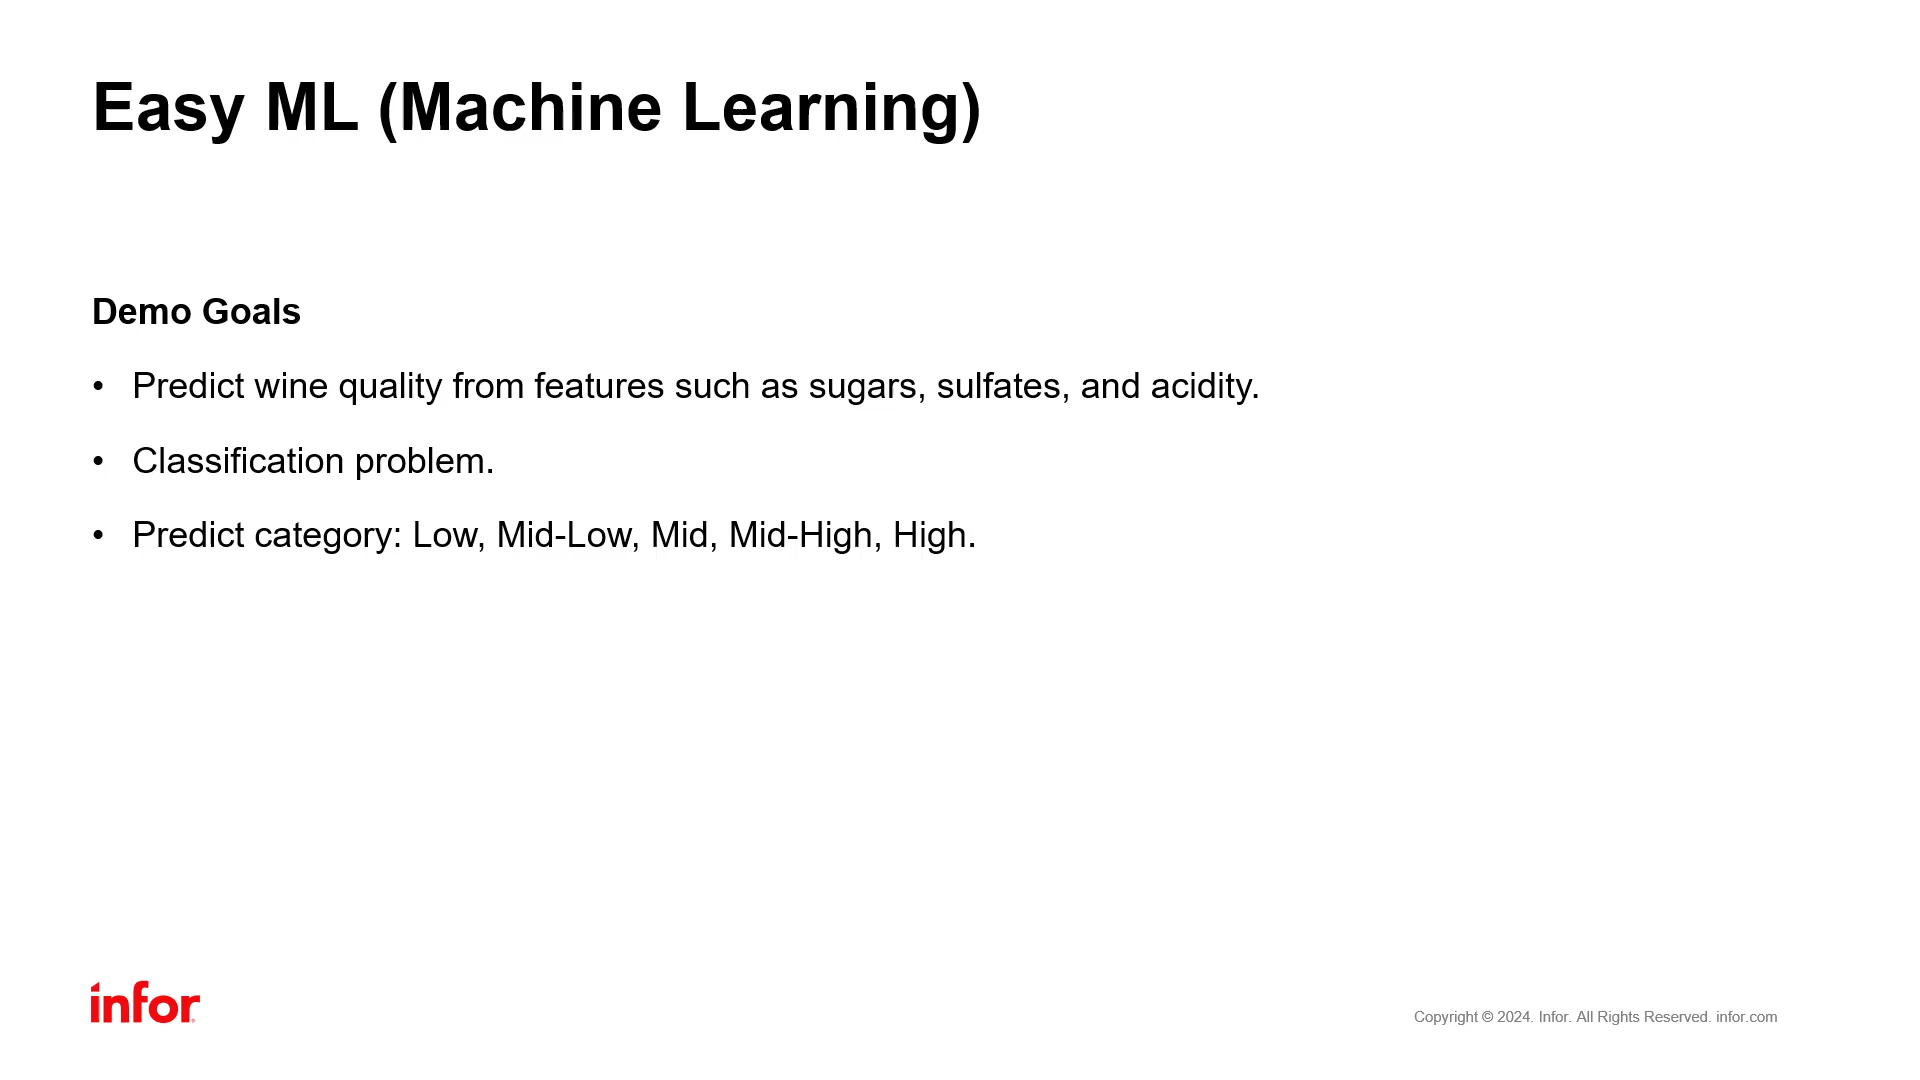 Easy ML (Machine Learning)
Demo Goals
• Predict wine quality from features such as sugars, sulfates, and acidity.
• Classification problem.
• Predict category: Low, Mid-Low, Mid, Mid-High, High.
infor
Copyright © 2024. Infor. All Rights Reserved. infor.com